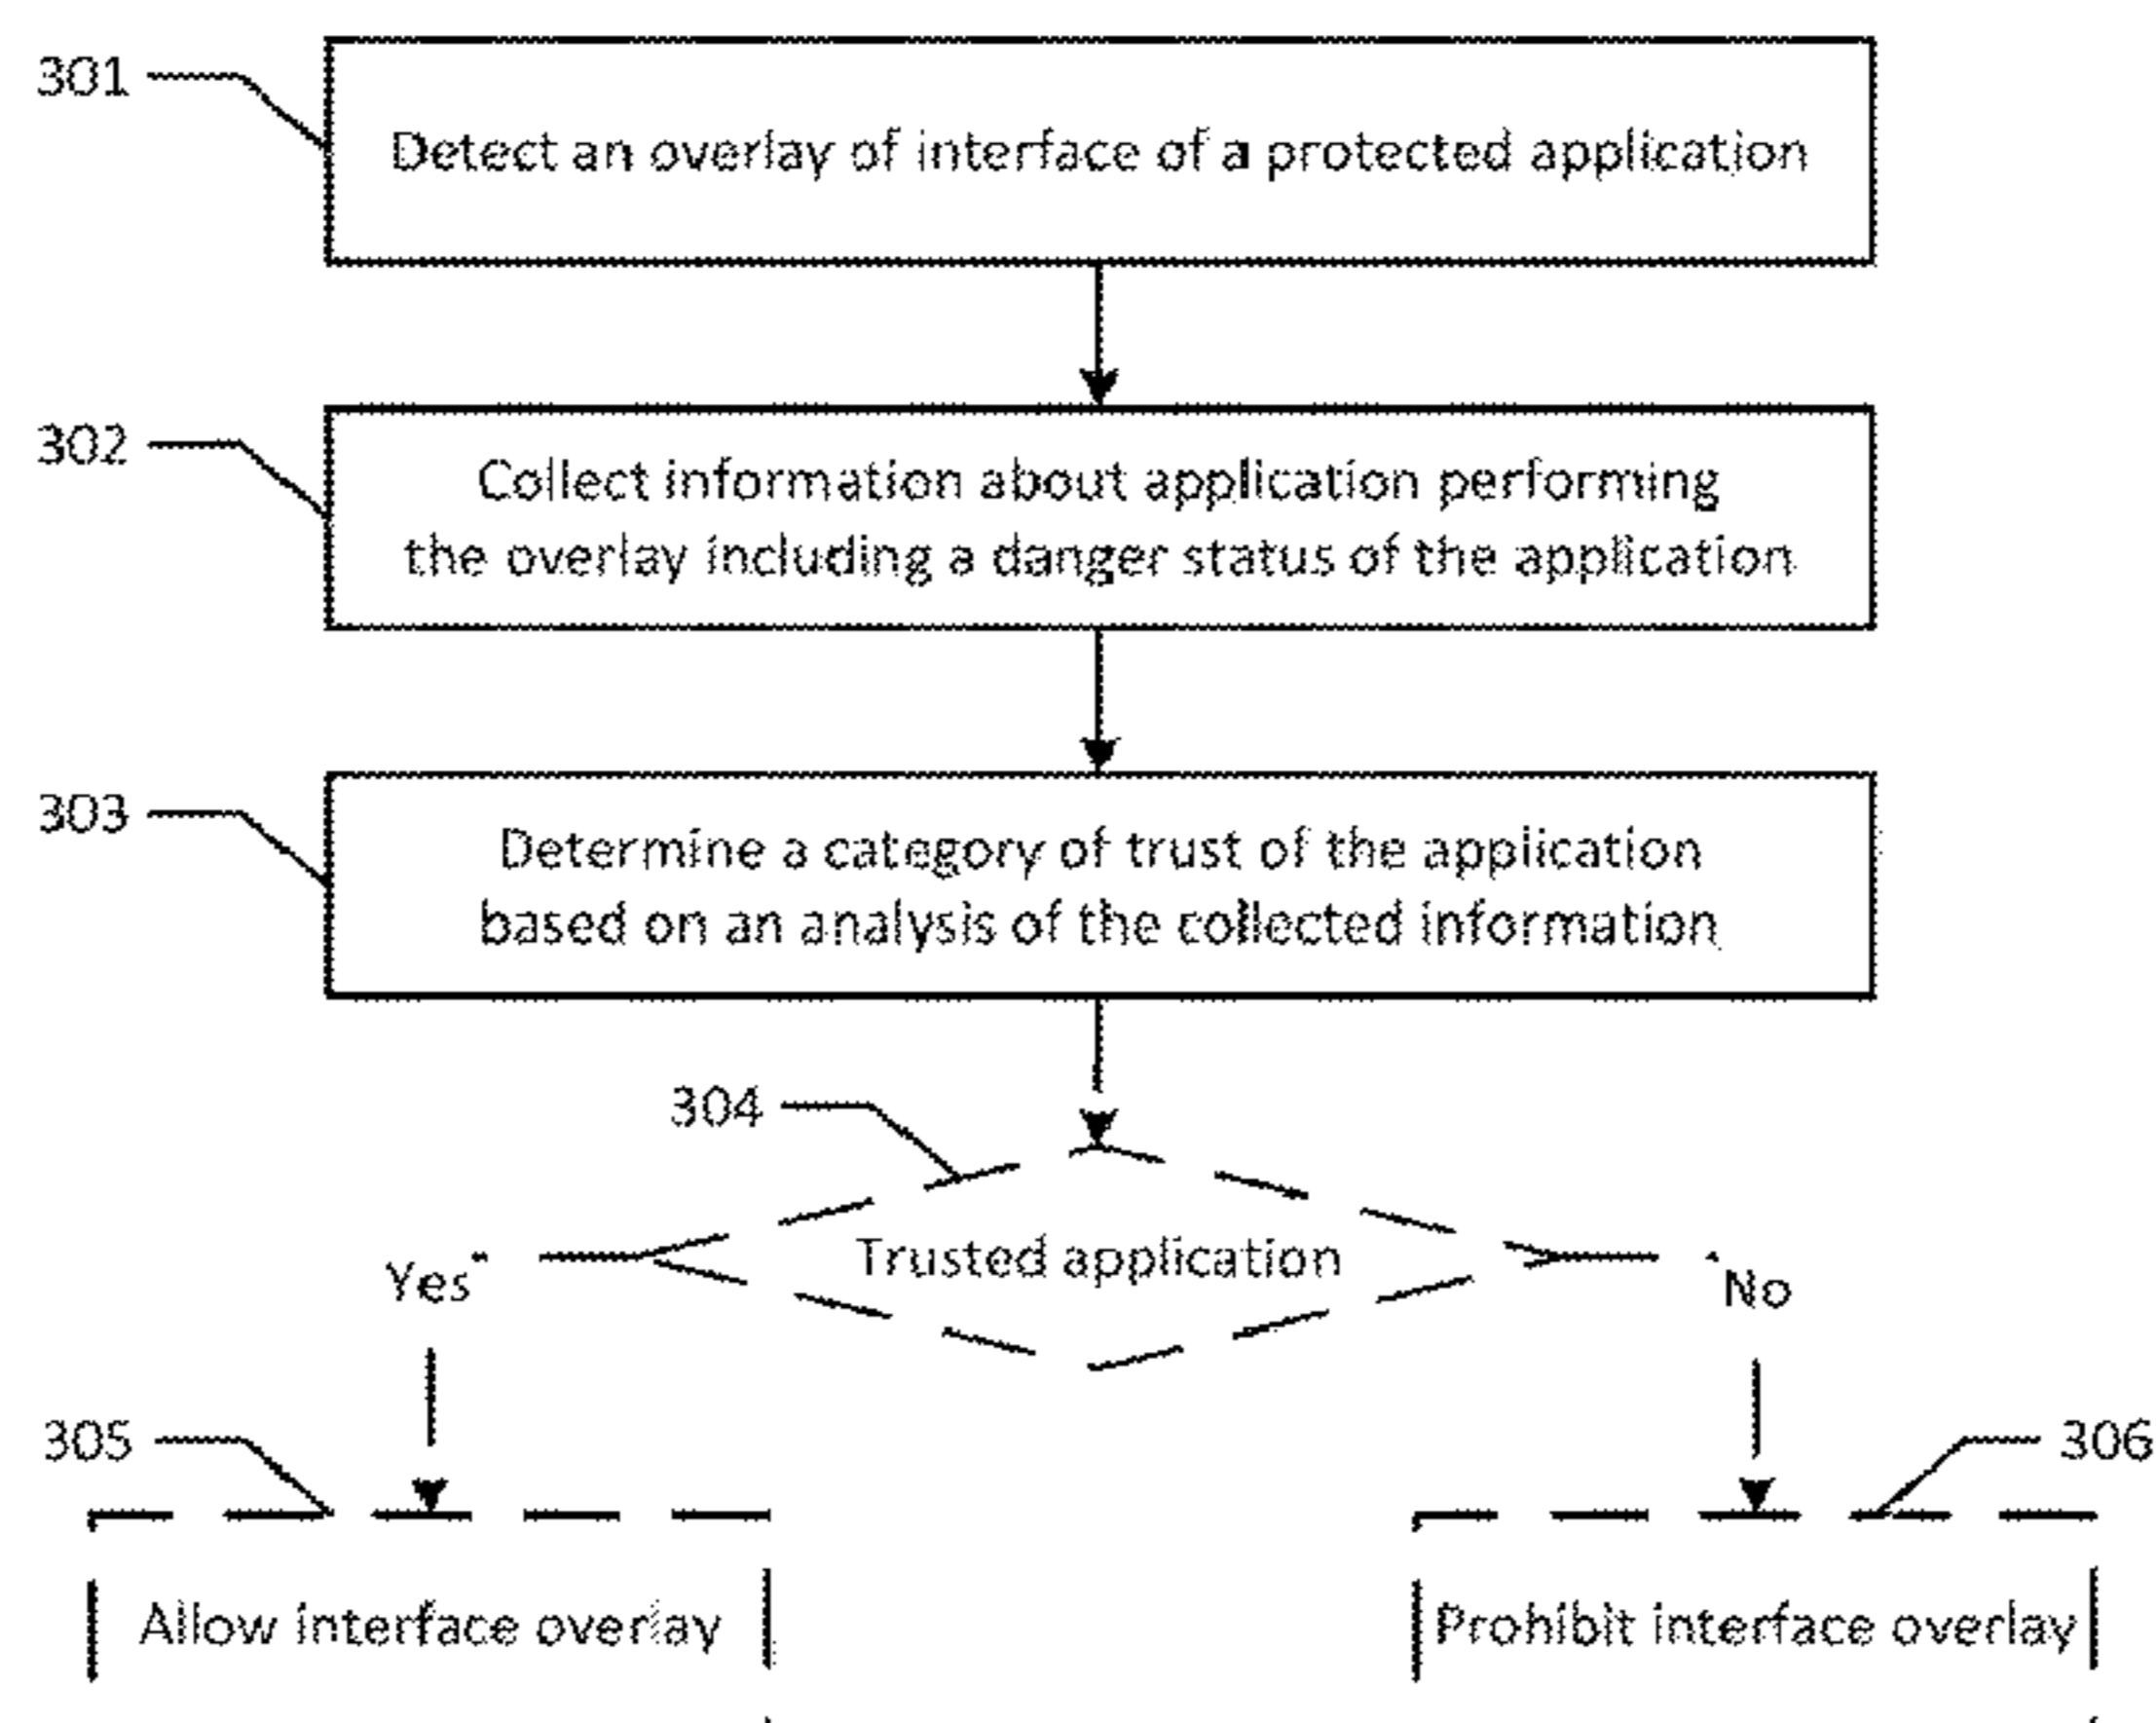 301
Detect an overlay of interface of a protected application
302
Collect information about application performing
the overlay including a danger status of the application
303
Determine a category of trust of the application
based on an analysis of the collected information
304
Trusted application
Yes
No
305
306
Allow interface overlay
Prohibit interface overlay